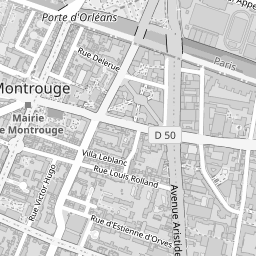 Appe
Porte d'Orléans
Rue Delerue
Paris
Montrouge
Mairie
e Montrouge
D 50
Villa Leblanc
Rue Louis Rolland
Rue Victor Hugo
Avenue Aristide
Rue d'Estienne d'Orves